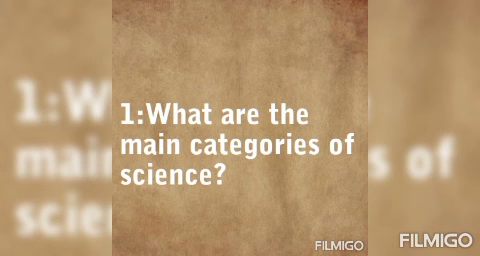 1:What are the
main categories of
science?
FILMIGO
FILMIGO